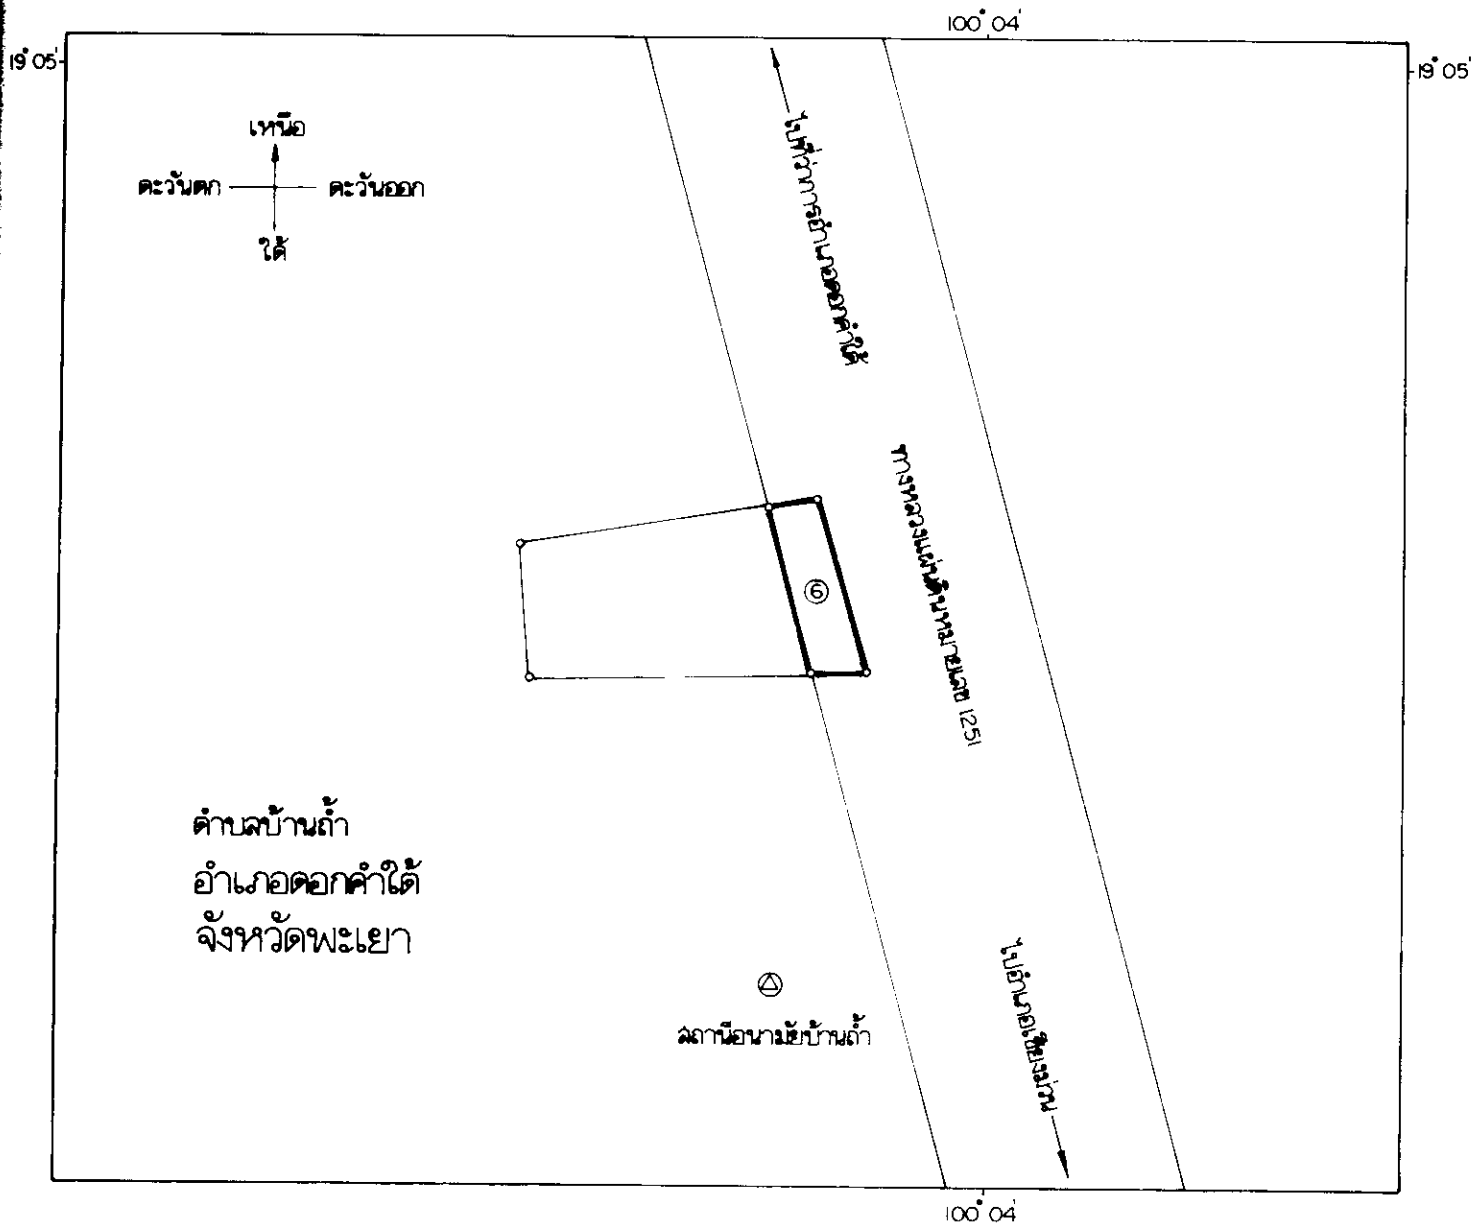 100° 04'
19° 05'
19° 05'
เหนือ
ตะวันตก
ตะวันออก
ใต้
ไปที่ว่าการอำเภอดอกคำใต้
ทางหลวงแผ่นดินหมายเลข 1251
6
ตำบลบ้านถ้ำ
อำเภอดอกคำใต้
จังหวัดพะเยา
สถานีอนามัยบ้านถ้ำ
ไปอำเภอเชียงม่วน
100° 04'